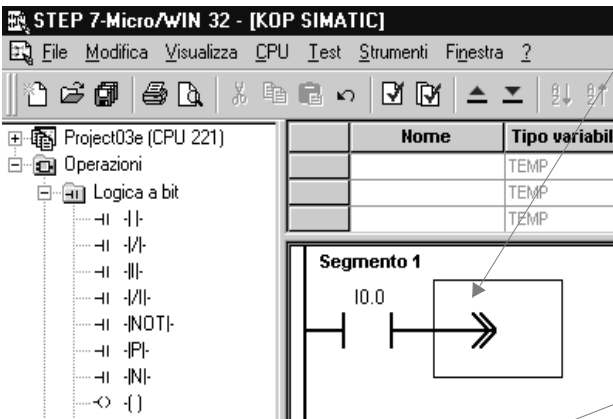 STEP 7-Micro/WIN 32 - [KOP SIMATIC]
File Modifica Visualizza CPU Test Strumenti Finestra ?
Project03e (CPU 221)
Operazioni
Logica a bit
-| |-
-|/|-
-|I|-
-|/I|-
-|NOT|-
-|P|-
-|N|-
-( )
Nome Tipo variabil
TEMP
TEMP
TEMP
Segmento 1
I0.0